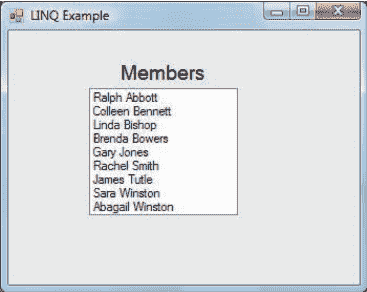 LINQ Example
Members
Ralph Abbott
Colleen Bennett
Linda Bishop
Brenda Bowers
Gary Jones
Rachel Smith
James Tutle
Sara Winston
Abagail Winston